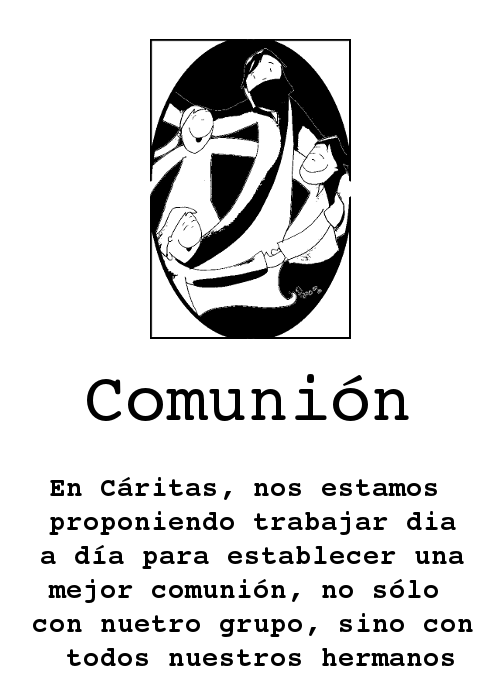 Comunión
En Cáritas, nos estamos
proponiendo trabajar dia
a día para establecer una
mejor comunión, no sólo
con nuetro grupo, sino con
todos nuestros hermanos